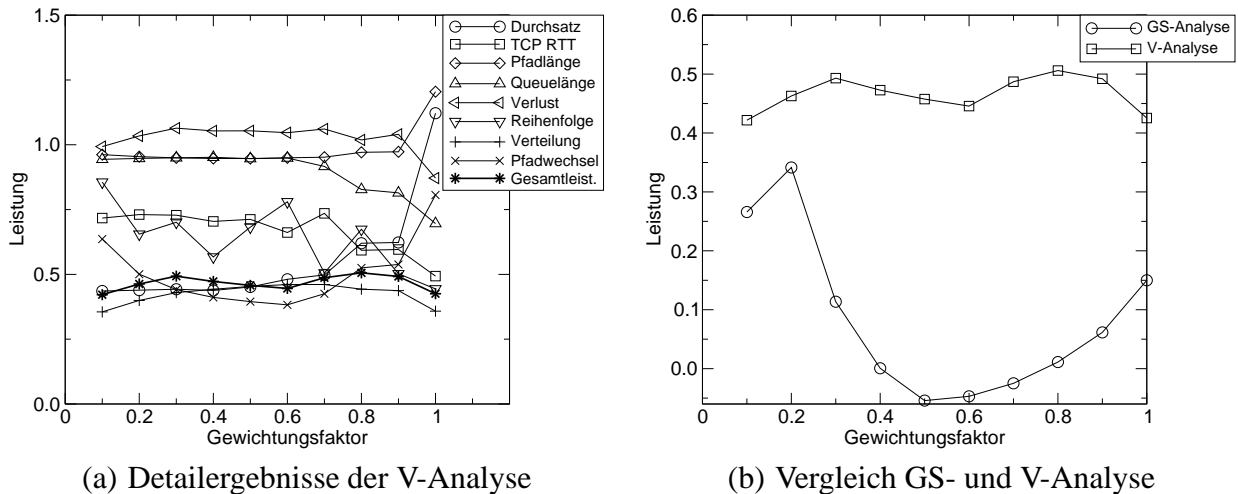 1.5
1.0
0.5
0.0
Leistung
0
0.2
0.4
0.6
0.8
1
Gewichtungsfaktor
Durchsatz
TCP RTT
Pfadlänge
Queuelänge
Verlust
Reihenfolge
Verteilung
Pfadwechsel
Gesamtleist.
(a) Detailergebnisse der V-Analyse
0.6
0.5
0.4
0.3
0.2
0.1
0.0
Leistung
0
0.2
0.4
0.6
0.8
1
Gewichtungsfaktor
GS-Analyse
V-Analyse
(b) Vergleich GS- und V-Analyse